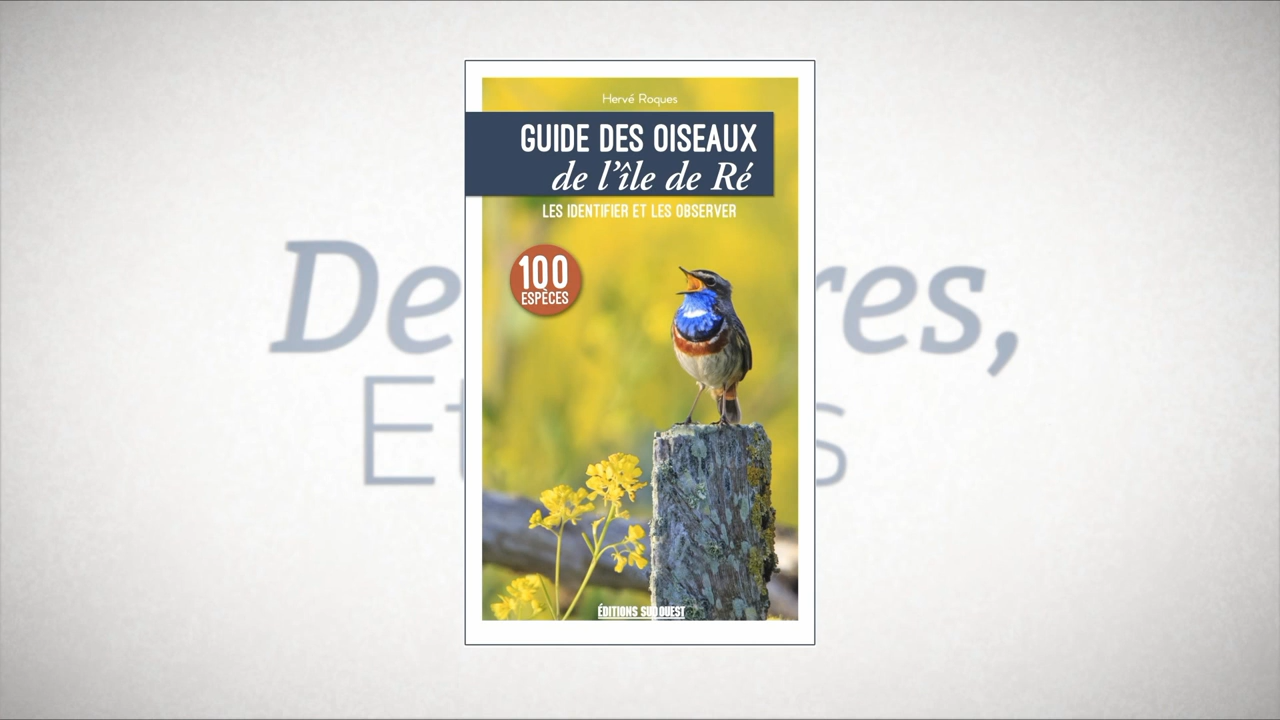 Hervé Roques
GUIDE DES OISEAUX
de l'île de Ré
LES IDENTIFIER ET LES OBSERVER
100
ESPÈCES
ÉDITIONS SUD OUEST